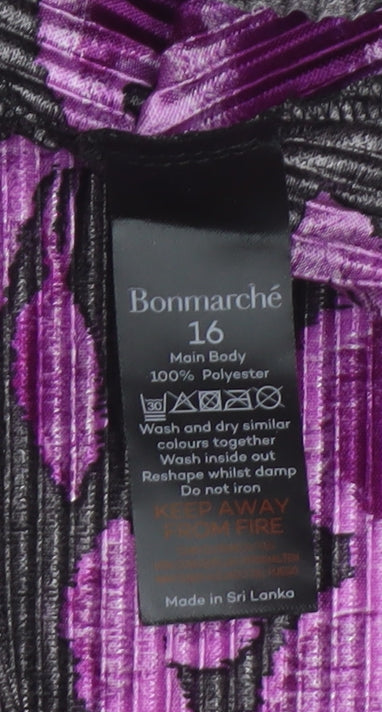 Bonmarché
16
Main Body
100% Polyester
30
Wash and dry similar
colours together
Wash inside out
Reshape whilst damp
Do not iron
KEEP AWAY
FROM FIRE
Made in Sri Lanka